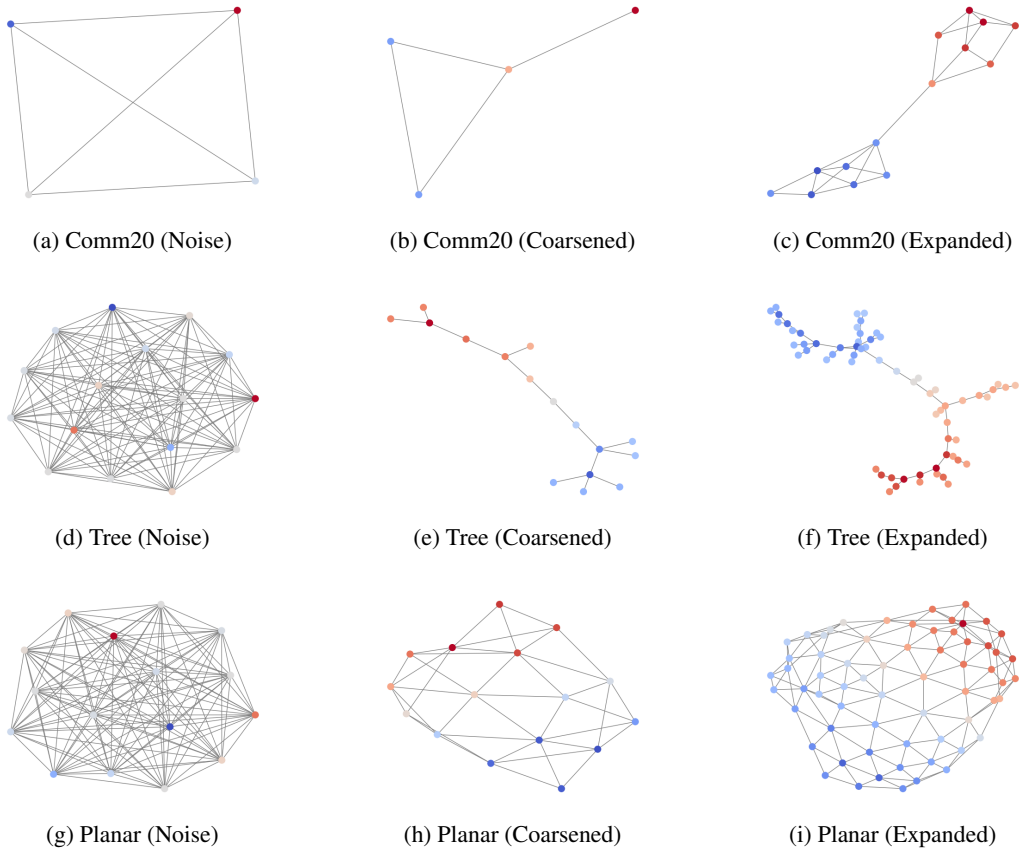 (a) Comm20 (Noise)
(b) Comm20 (Coarsened)
(c) Comm20 (Expanded)
(d) Tree (Noise)
(e) Tree (Coarsened)
(f) Tree (Expanded)
(g) Planar (Noise)
(h) Planar (Coarsened)
(i) Planar (Expanded)